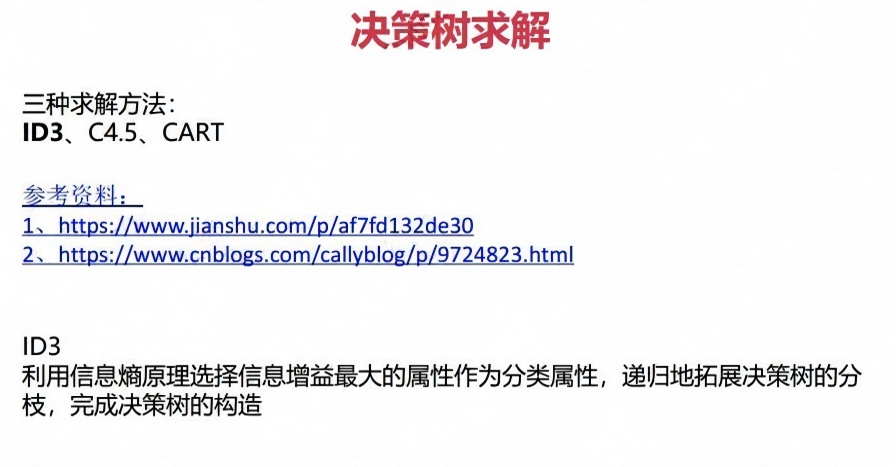 决策树求解
三种求解方法：
ID3、C4.5、CART
参考资料：
1、https://www.jianshu.com/p/af7fd132de30
2、https://www.cnblogs.com/callyblog/p/9724823.html
ID3
利用信息熵原理选择信息增益最大的属性作为分类属性，递归地拓展决策树的分
枝，完成决策树的构造